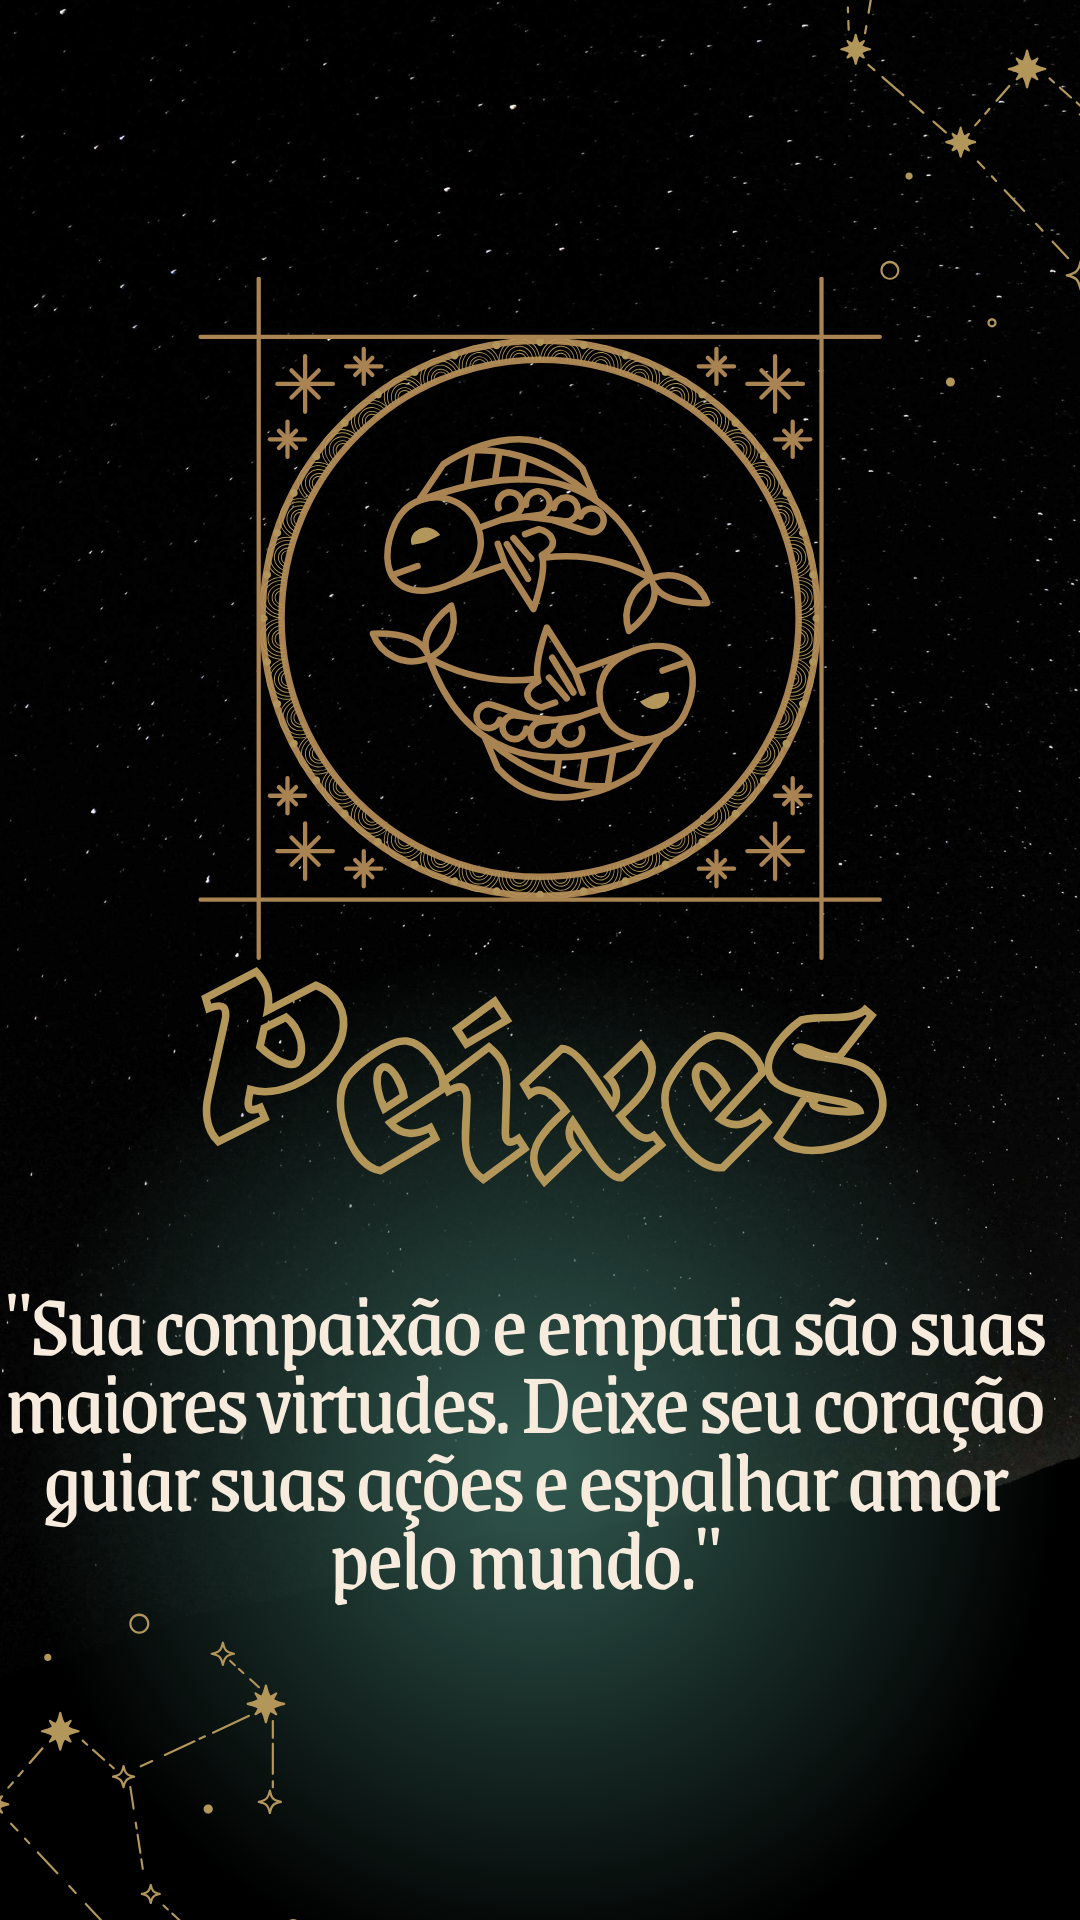 Peixes
"Sua compaixão e empatia são suas
maiores virtudes. Deixe seu coração
guiar suas ações e espalhar amor
pelo mundo."